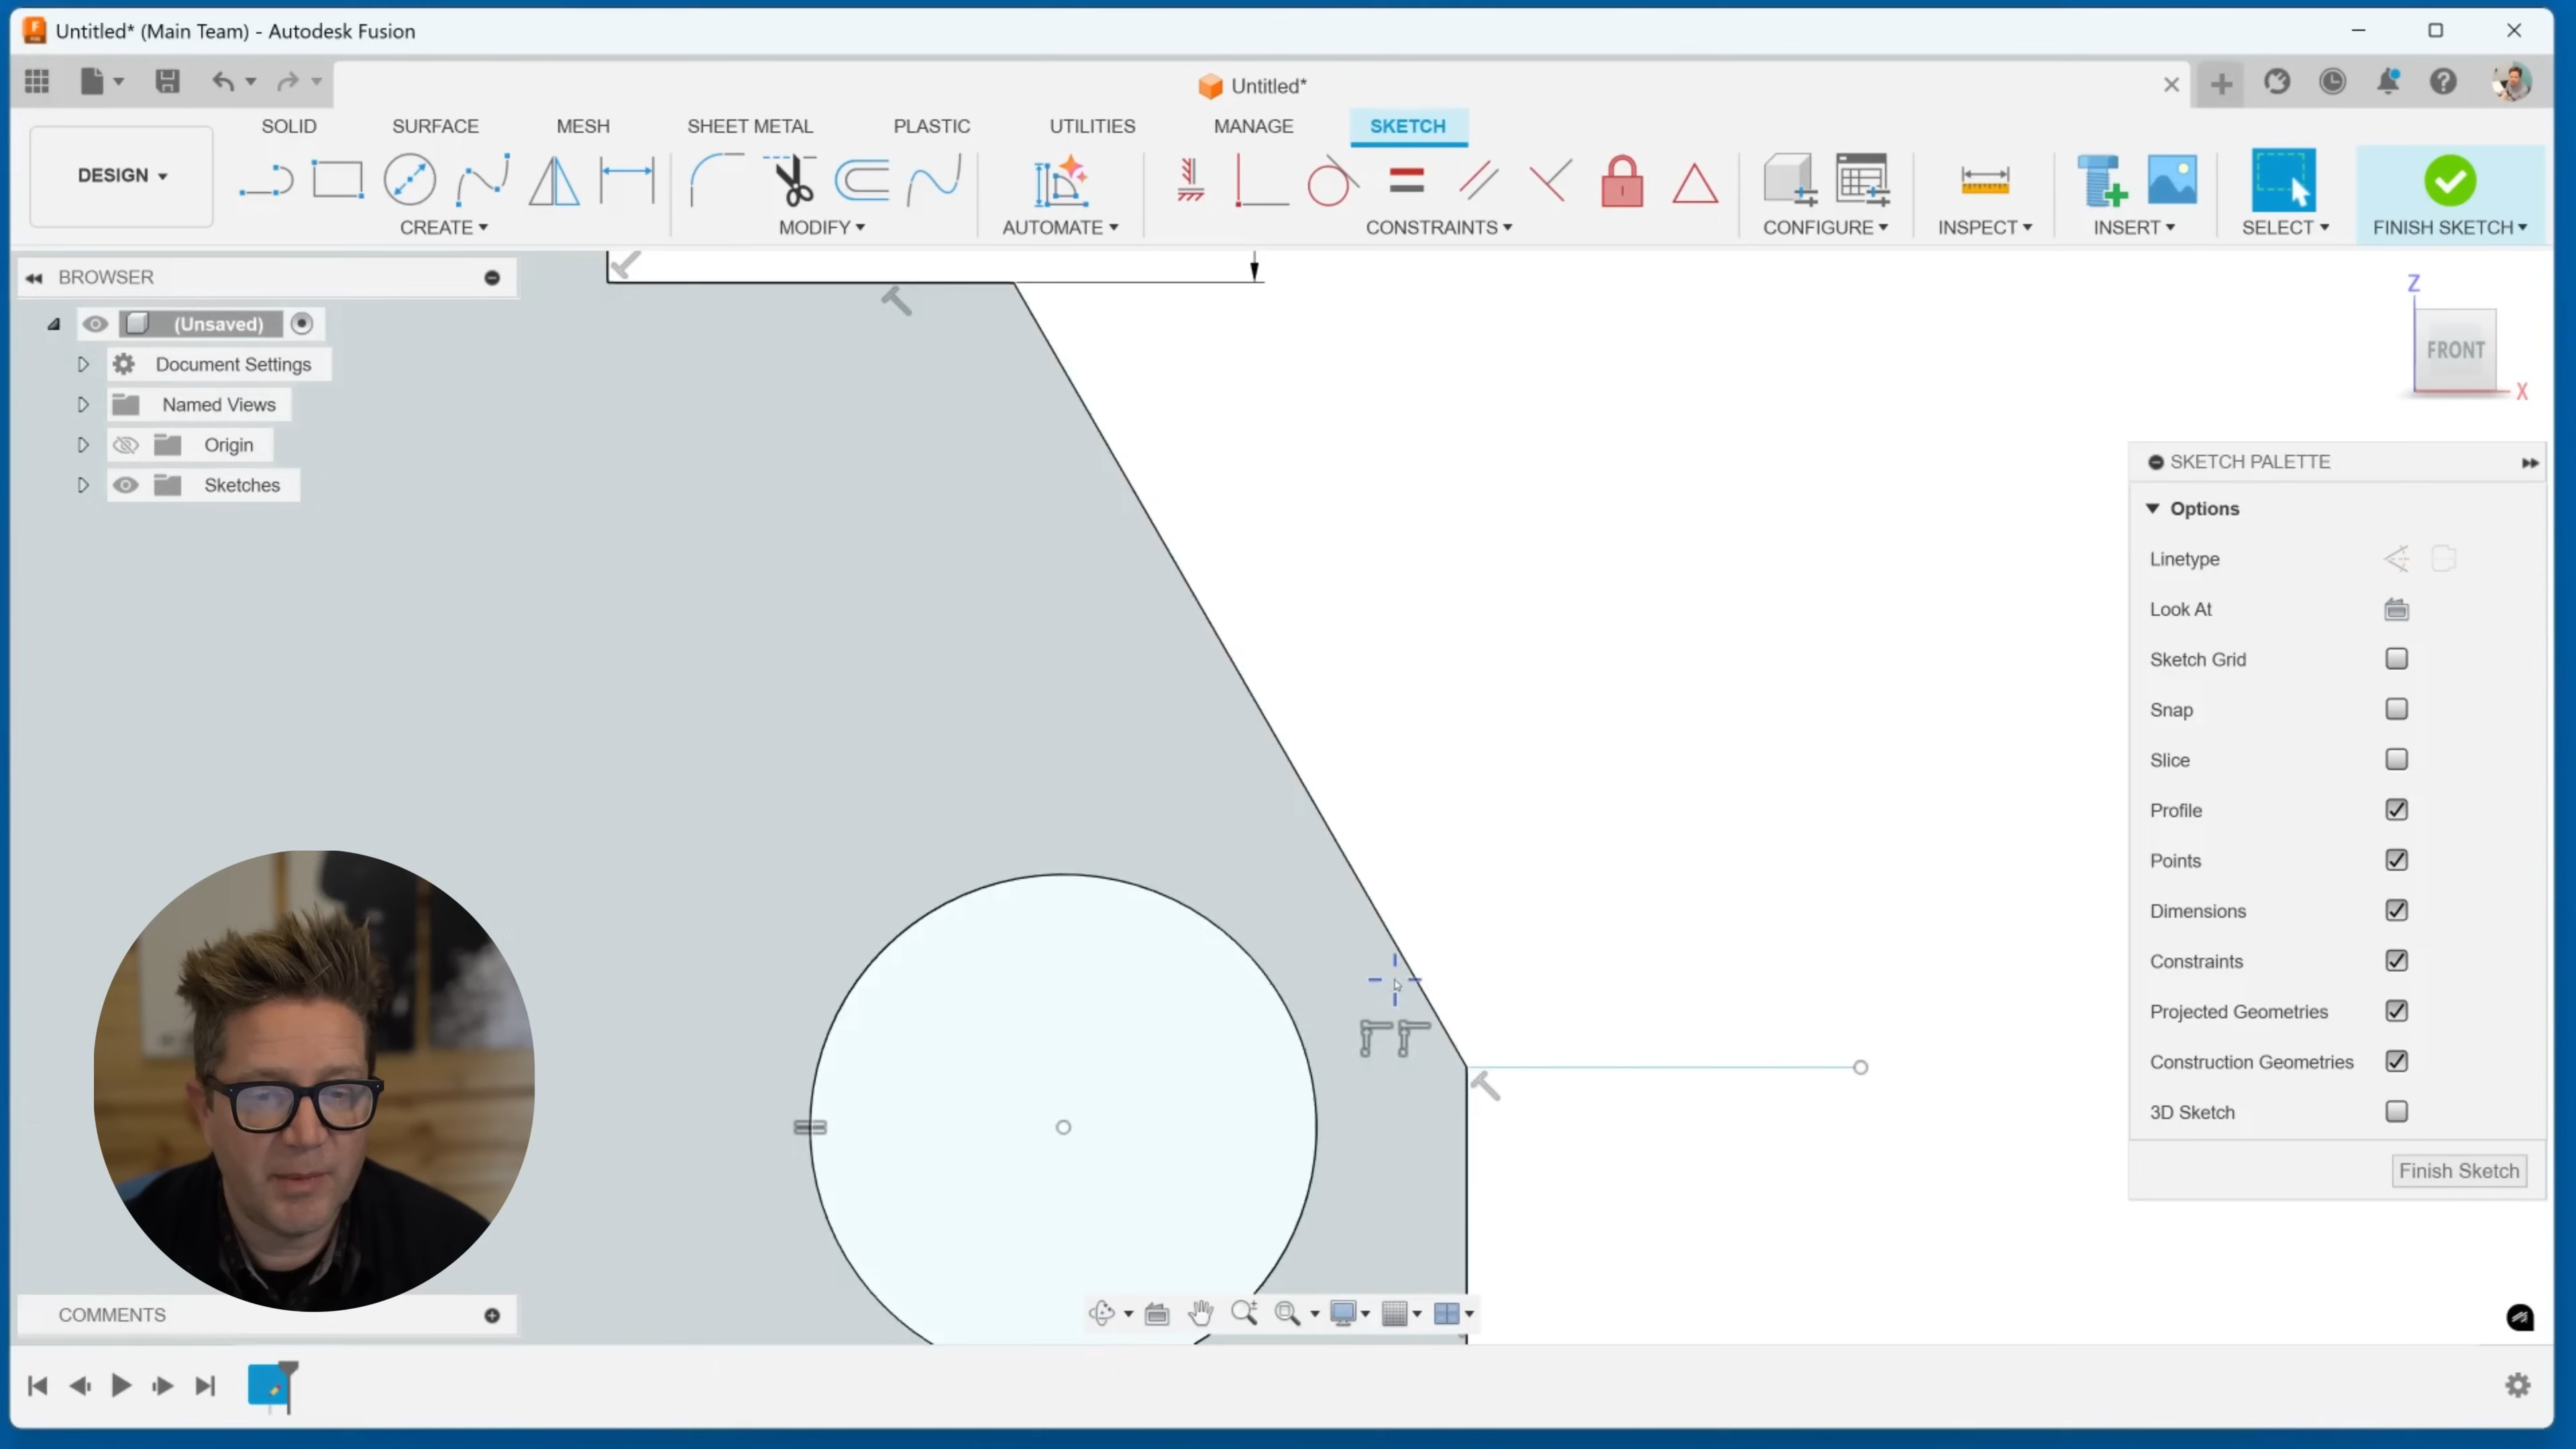 Untitled* (Main Team) - Autodesk Fusion
Untitled*
SOLID SURFACE MESH SHEET METAL PLASTIC UTILITIES MANAGE SKETCH
DESIGN
CREATE MODIFY AUTOMATE CONSTRAINTS CONFIGURE INSPECT INSERT SELECT FINISH SKETCH
BROWSER
(Unsaved)
Document Settings
Named Views
Origin
Sketches
Z
FRONT
X
SKETCH PALETTE
Options
Linetype
Look At
Sketch Grid
Snap
Slice
Profile
Points
Dimensions
Constraints
Projected Geometries
Construction Geometries
3D Sketch
Finish Sketch
COMMENTS